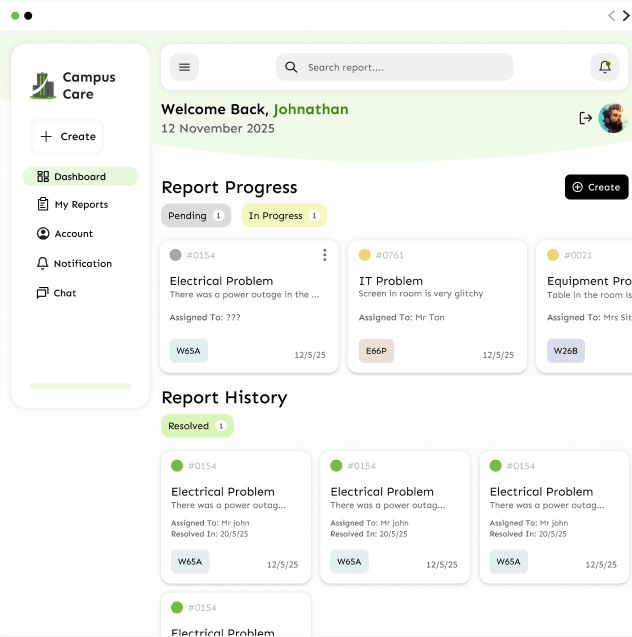 Campus
Care
Create
Dashboard
My Reports
Account
Notification
Chat
Search report....
Welcome Back, Johnathan
12 November 2025
Report Progress
Create
Pending 1
In Progress 1
#0154
Electrical Problem
There was a power outage in the ...
Assigned To: ???
W65A
12/5/25
#0761
IT Problem
Screen in room is very glitchy
Assigned To: Mr Tan
E66P
12/5/25
#0021
Equipment Pro
Table in the room is
Assigned To: Mrs Sit
W26B
Report History
Resolved 1
#0154
Electrical Problem
There was a power outag...
Assigned To: Mr john
Resolved In: 20/5/25
W65A
12/5/25
#0154
Electrical Problem
There was a power outag...
Assigned To: Mr john
Resolved In: 20/5/25
W65A
12/5/25
#0154
Electrical Problem
There was a power outag...
Assigned To: Mr john
Resolved In: 20/5/25
W65A
12/5/25
#0154
Electrical Problem